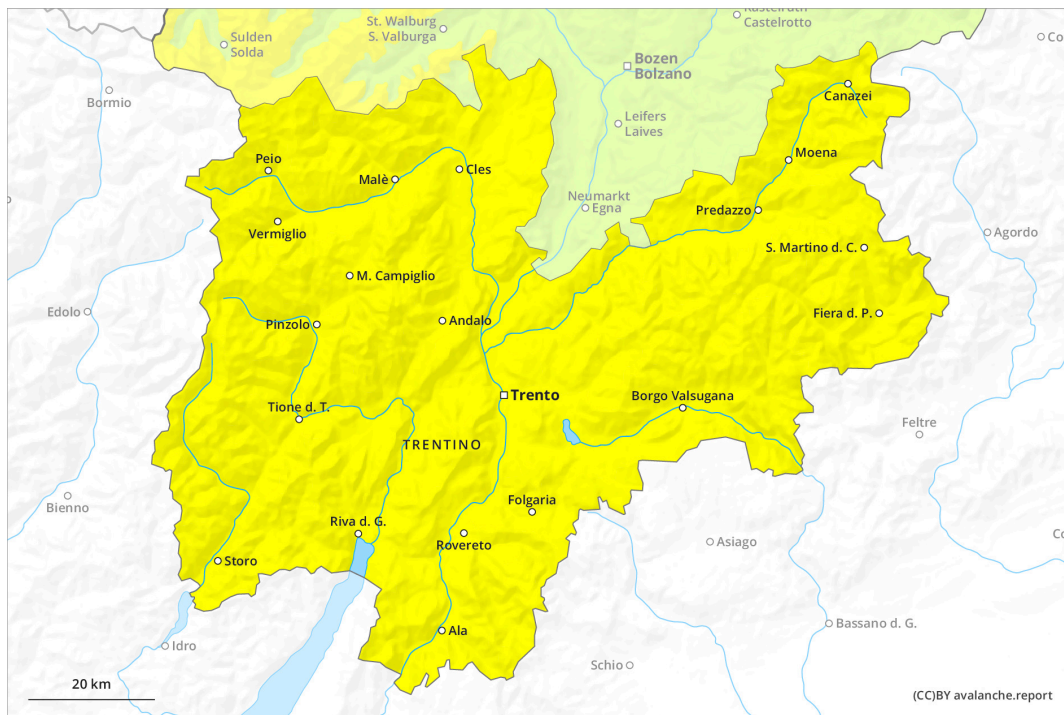 Kastelruth
Castelrotto
St. Walburg
S. Valburga
Sulden
Solda
Co
Bozen
Bolzano
Bormio
Canazei
Leifers
Laives
Moena
Peio
Malè
Cles
Neumarkt
Egna
Predazzo
Vermiglio
Agordo
S. Martino d. C.
M. Campiglio
Edolo
Pinzolo
Andalo
Fiera d. P.
Trento
Borgo Valsugana
Tione d. T.
Feltre
TRENTINO
Bienno
Folgaria
Riva d. G.
Rovereto
Asiago
Co
Storo
Ala
Bassano d. G.
Idro
Schio
20 km
(CC)BY avalanche.report